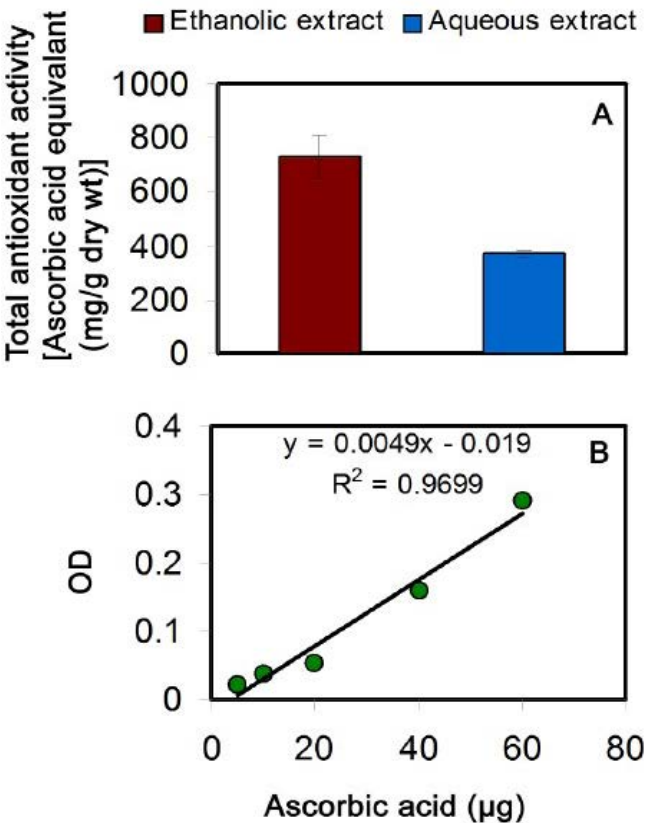 Ethanolic extract Aqueous extract
Total antioxidant activity
[Ascorbic acid equivalant
(mg/g dry wt)]
1000
800
600
400
200
0
A
0.4
0.3
0.2
0.1
0
OD
y = 0.0049x - 0.019
R² = 0.9699
B
0 20 40 60 80
Ascorbic acid (µg)